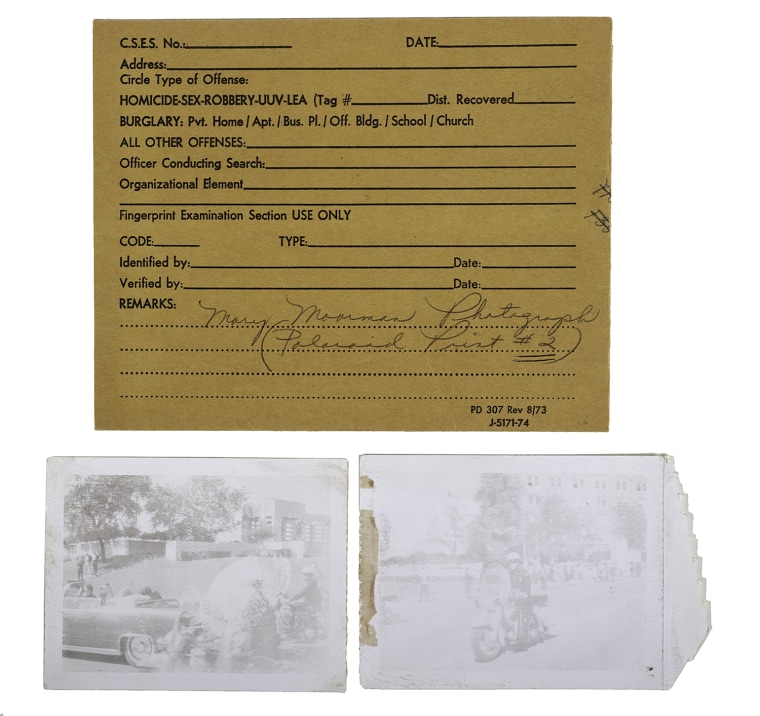 C.S.E.S. No.: DATE:
Address:
Circle Type of Offense:
HOMICIDE-SEX-ROBBERY-UUV-LEA (Tag # Dist. Recovered
BURGLARY: Pvt. Home / Apt. / Bus. Pl. / Off. Bldg. / School / Church
ALL OTHER OFFENSES:
Officer Conducting Search:
Organizational Element
Fingerprint Examination Section USE ONLY
CODE: TYPE:
Identified by: Date:
Verified by: Date:
REMARKS:
Mary Moorman Photograph
(Polaroid Print # 2)
PD 307 Rev 8/73
J-5171-74